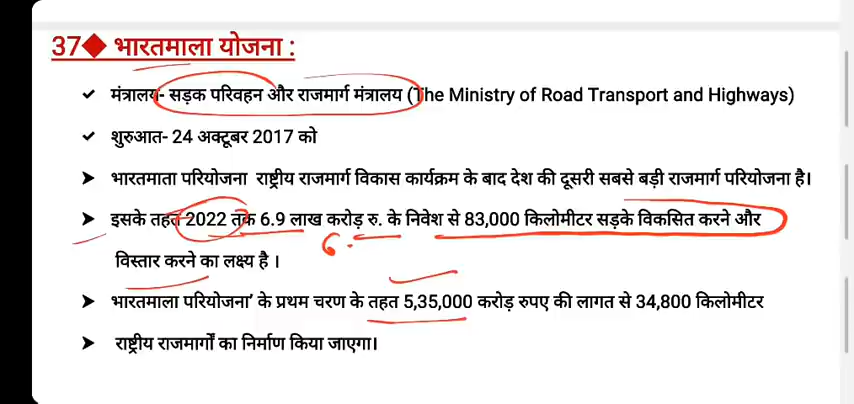 37◆ भारतमाला योजना :
✔ मंत्रालय- सड़क परिवहन और राजमार्ग मंत्रालय (The Ministry of Road Transport and Highways)
✔ शुरुआत- 24 अक्टूबर 2017 को
➤ भारतमाता परियोजना राष्ट्रीय राजमार्ग विकास कार्यक्रम के बाद देश की दूसरी सबसे बड़ी राजमार्ग परियोजना है।
➤ इसके तहत 2022 तक 6.9 लाख करोड़ रु. के निवेश से 83,000 किलोमीटर सड़के विकसित करने और
6.
विस्तार करने का लक्ष्य है ।
➤ भारतमाला परियोजना' के प्रथम चरण के तहत 5,35,000 करोड़ रुपए की लागत से 34,800 किलोमीटर
➤ राष्ट्रीय राजमार्गों का निर्माण किया जाएगा।